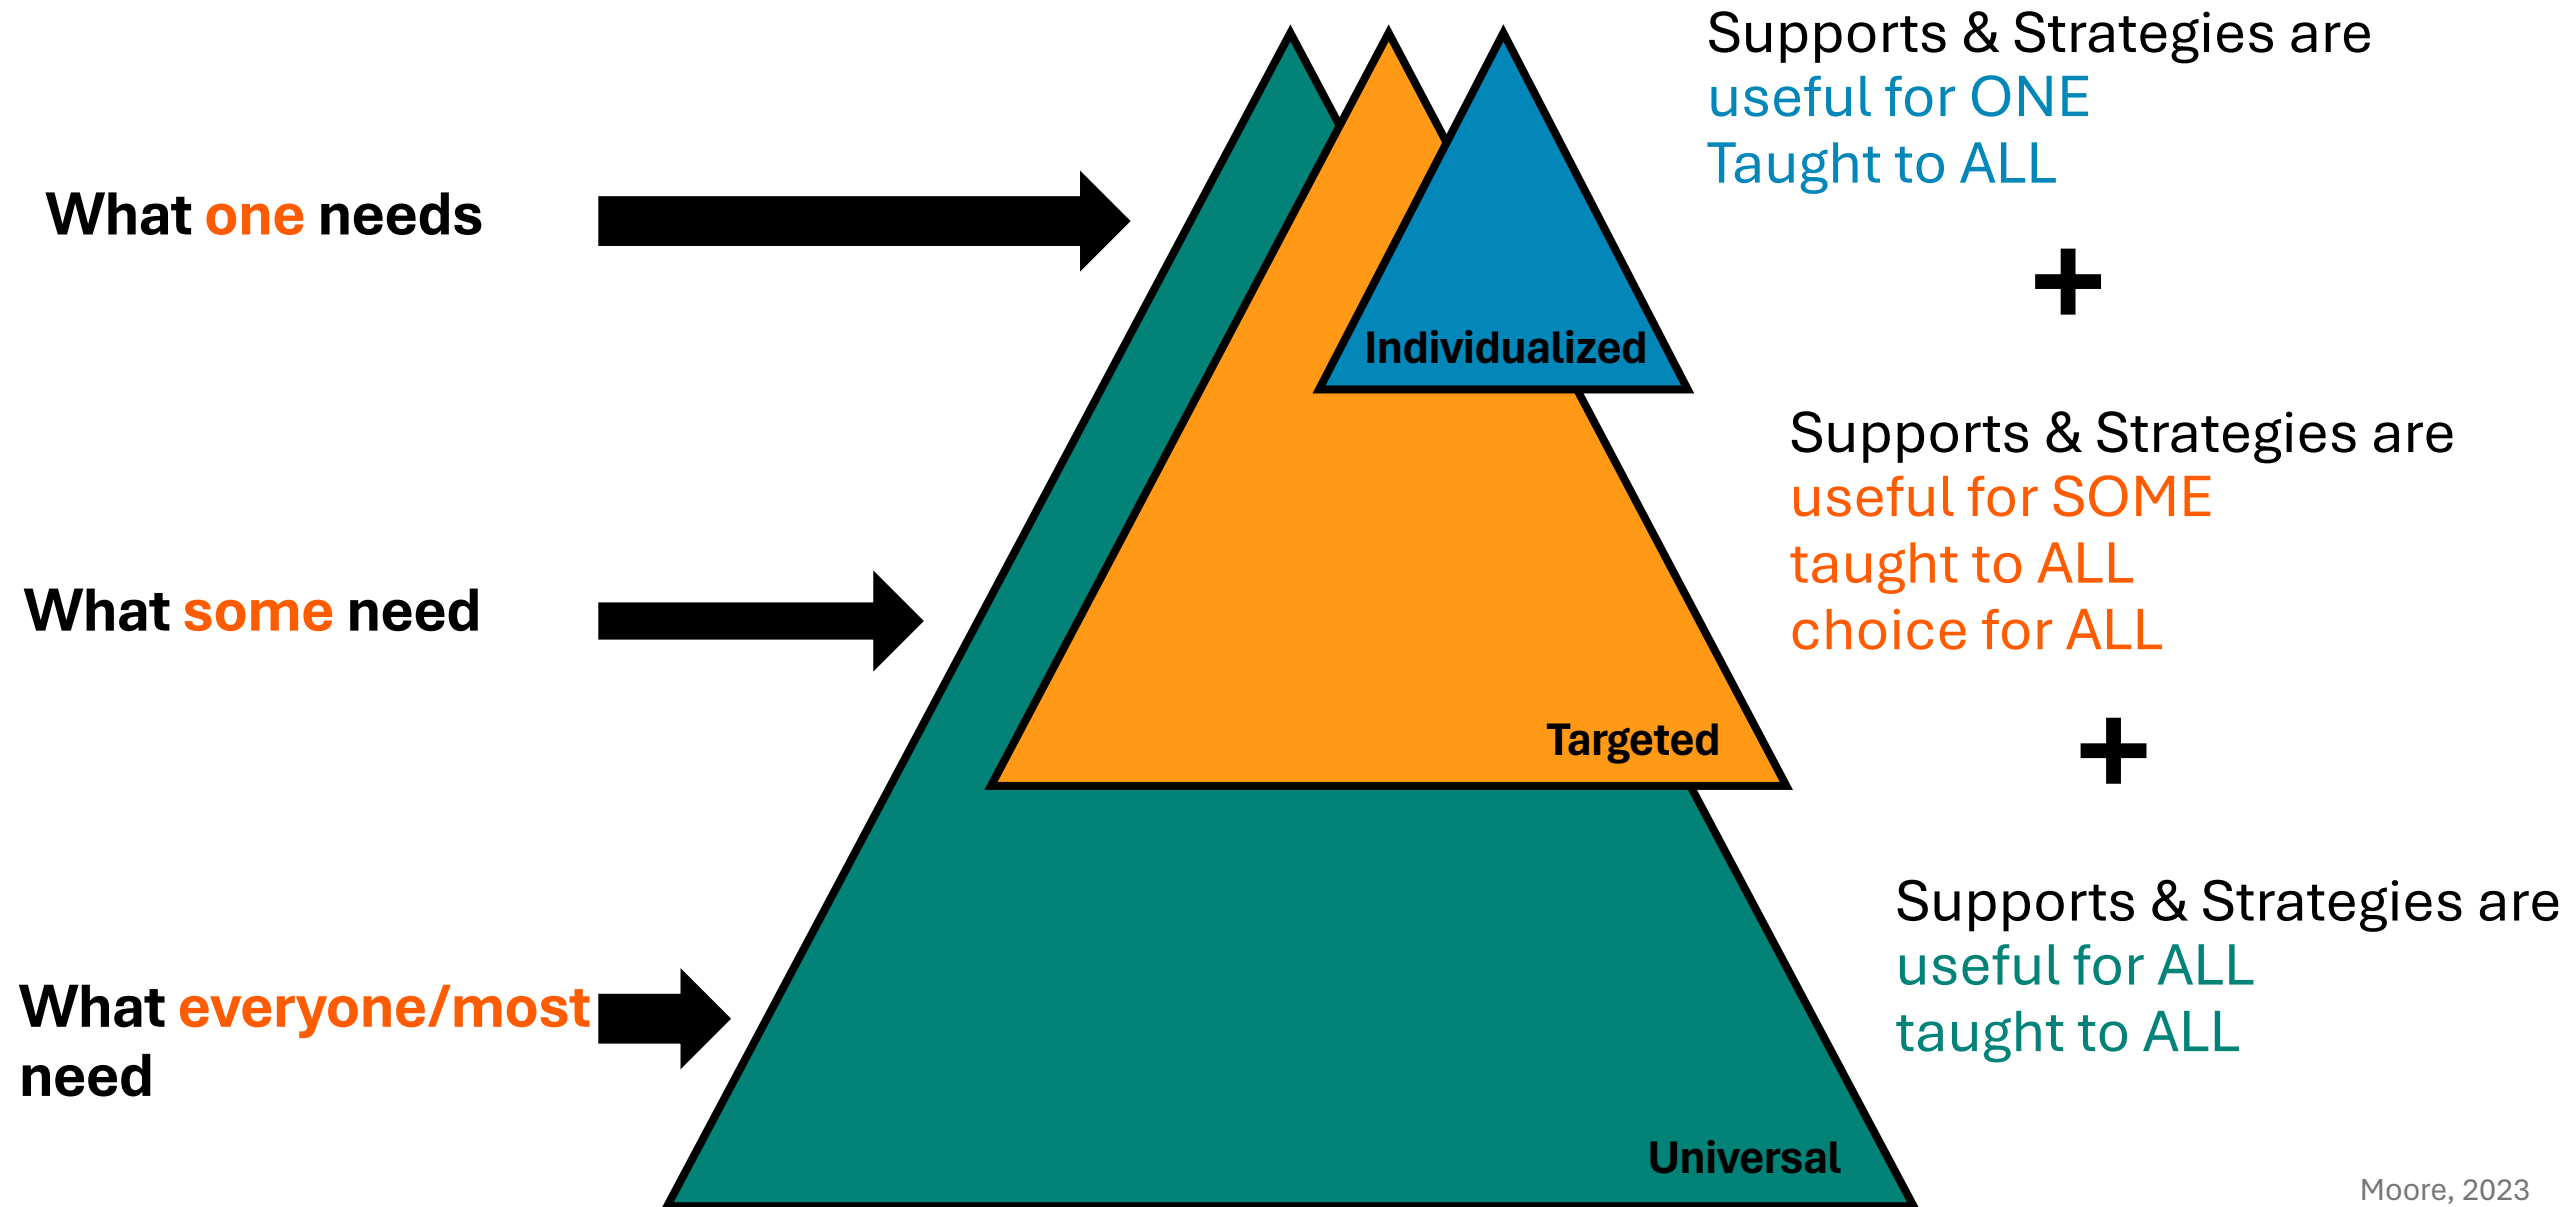 What one needs
What some need
What everyone/most
need
Individualized
Targeted
Universal
Supports & Strategies are
useful for ONE
Taught to ALL
+
Supports & Strategies are
useful for SOME
taught to ALL
choice for ALL
+
Supports & Strategies are
useful for ALL
taught to ALL
Moore, 2023